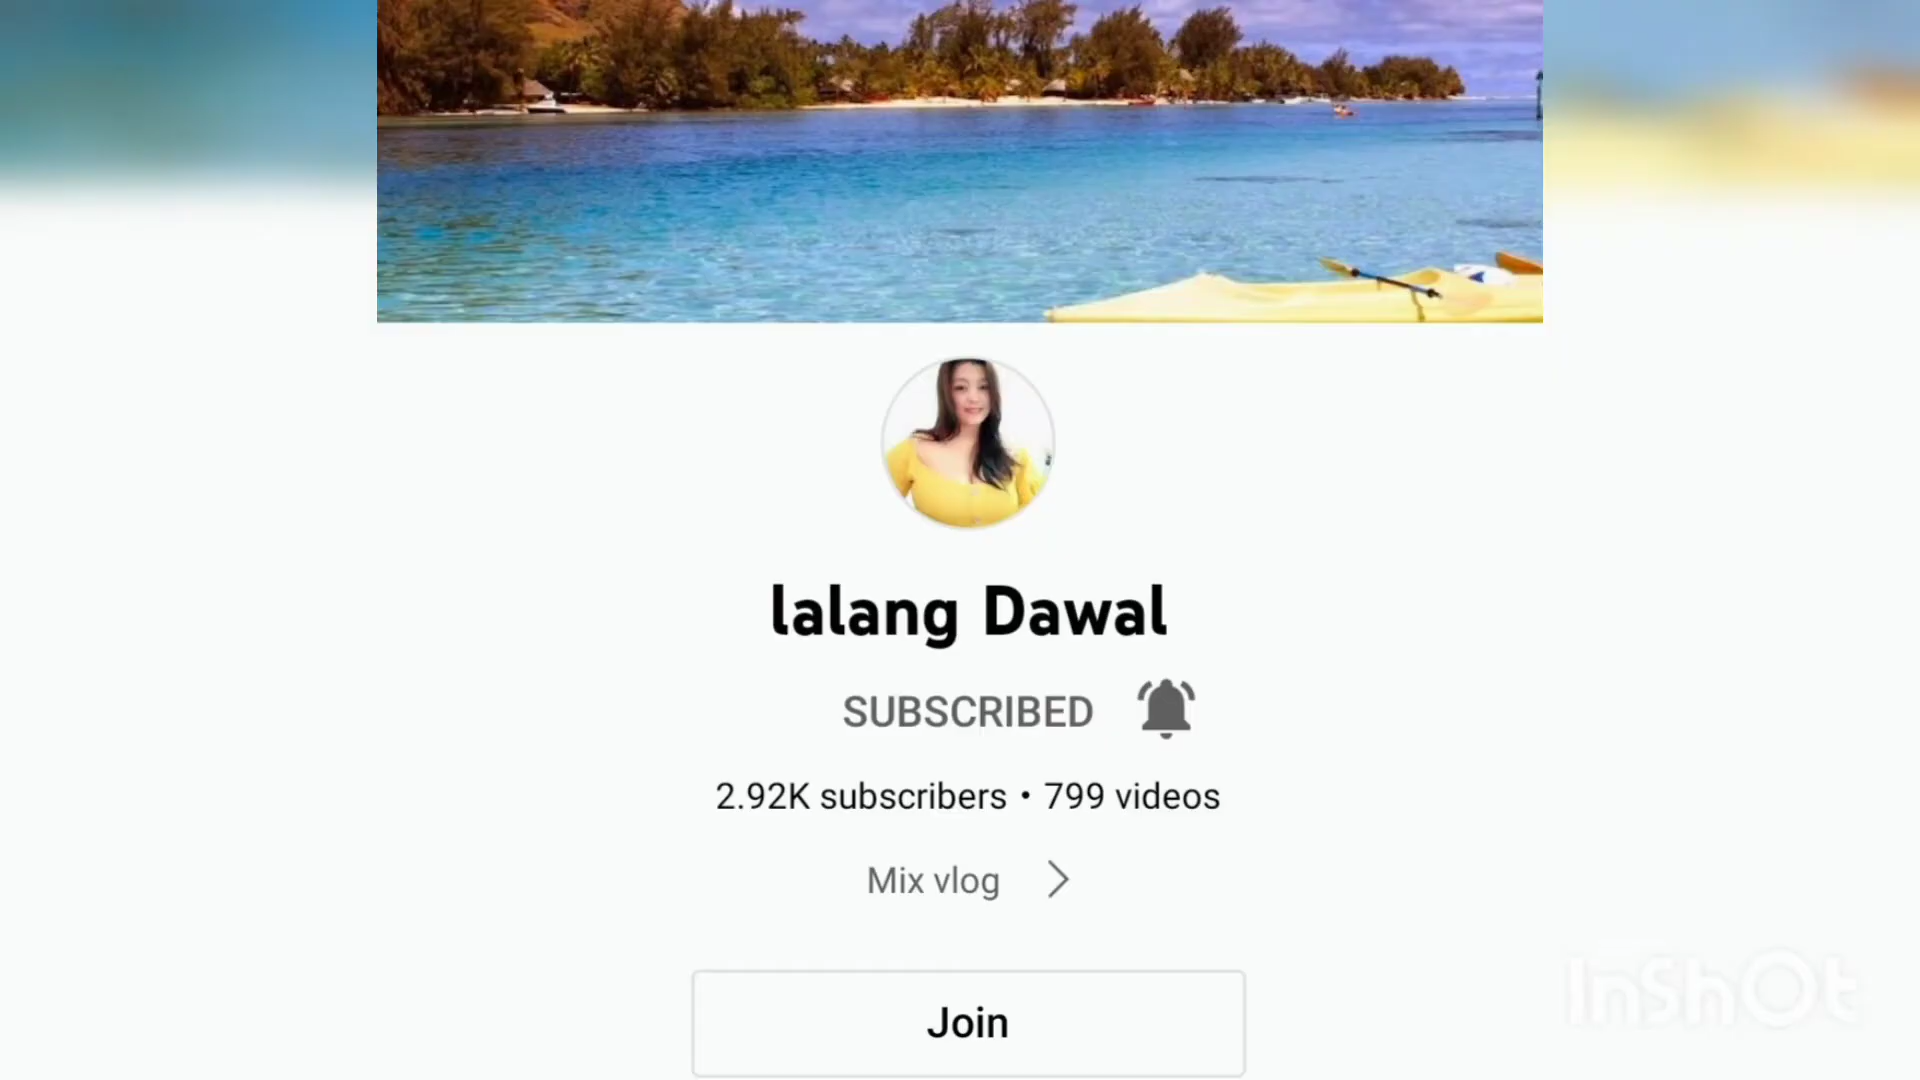 lalang Dawal
SUBSCRIBED
2.92K subscribers • 799 videos
Mix vlog
Join
InShOt